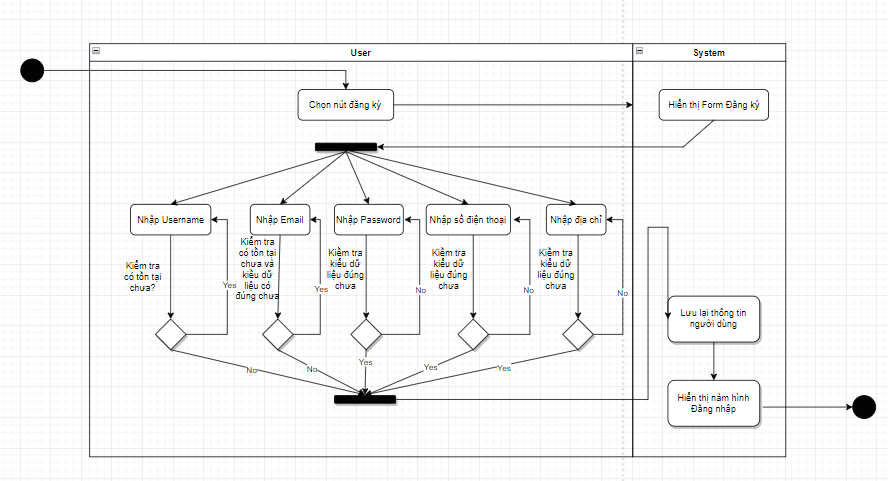 User
System
Chọn nút đăng ký
Hiển thị Form Đăng ký
Nhập Username
Nhập Email
Nhập Password
Nhập số điện thoại
Nhập địa chỉ
Kiểm tra
có tồn tại
chưa?
Yes
Kiểm tra
có tồn tại
chưa và
kiểu dữ
liệu có
đúng chưa
Yes
Kiểm tra
kiểu dữ
liệu đúng
chưa
No
Kiểm tra
kiểu dữ
liệu đúng
chưa
No
Kiểm tra
kiểu dữ
liệu đúng
chưa
No
No
No
Yes
Yes
Yes
Lưu lại thông tin
người dùng
Hiển thị nám hình
Đăng nhập